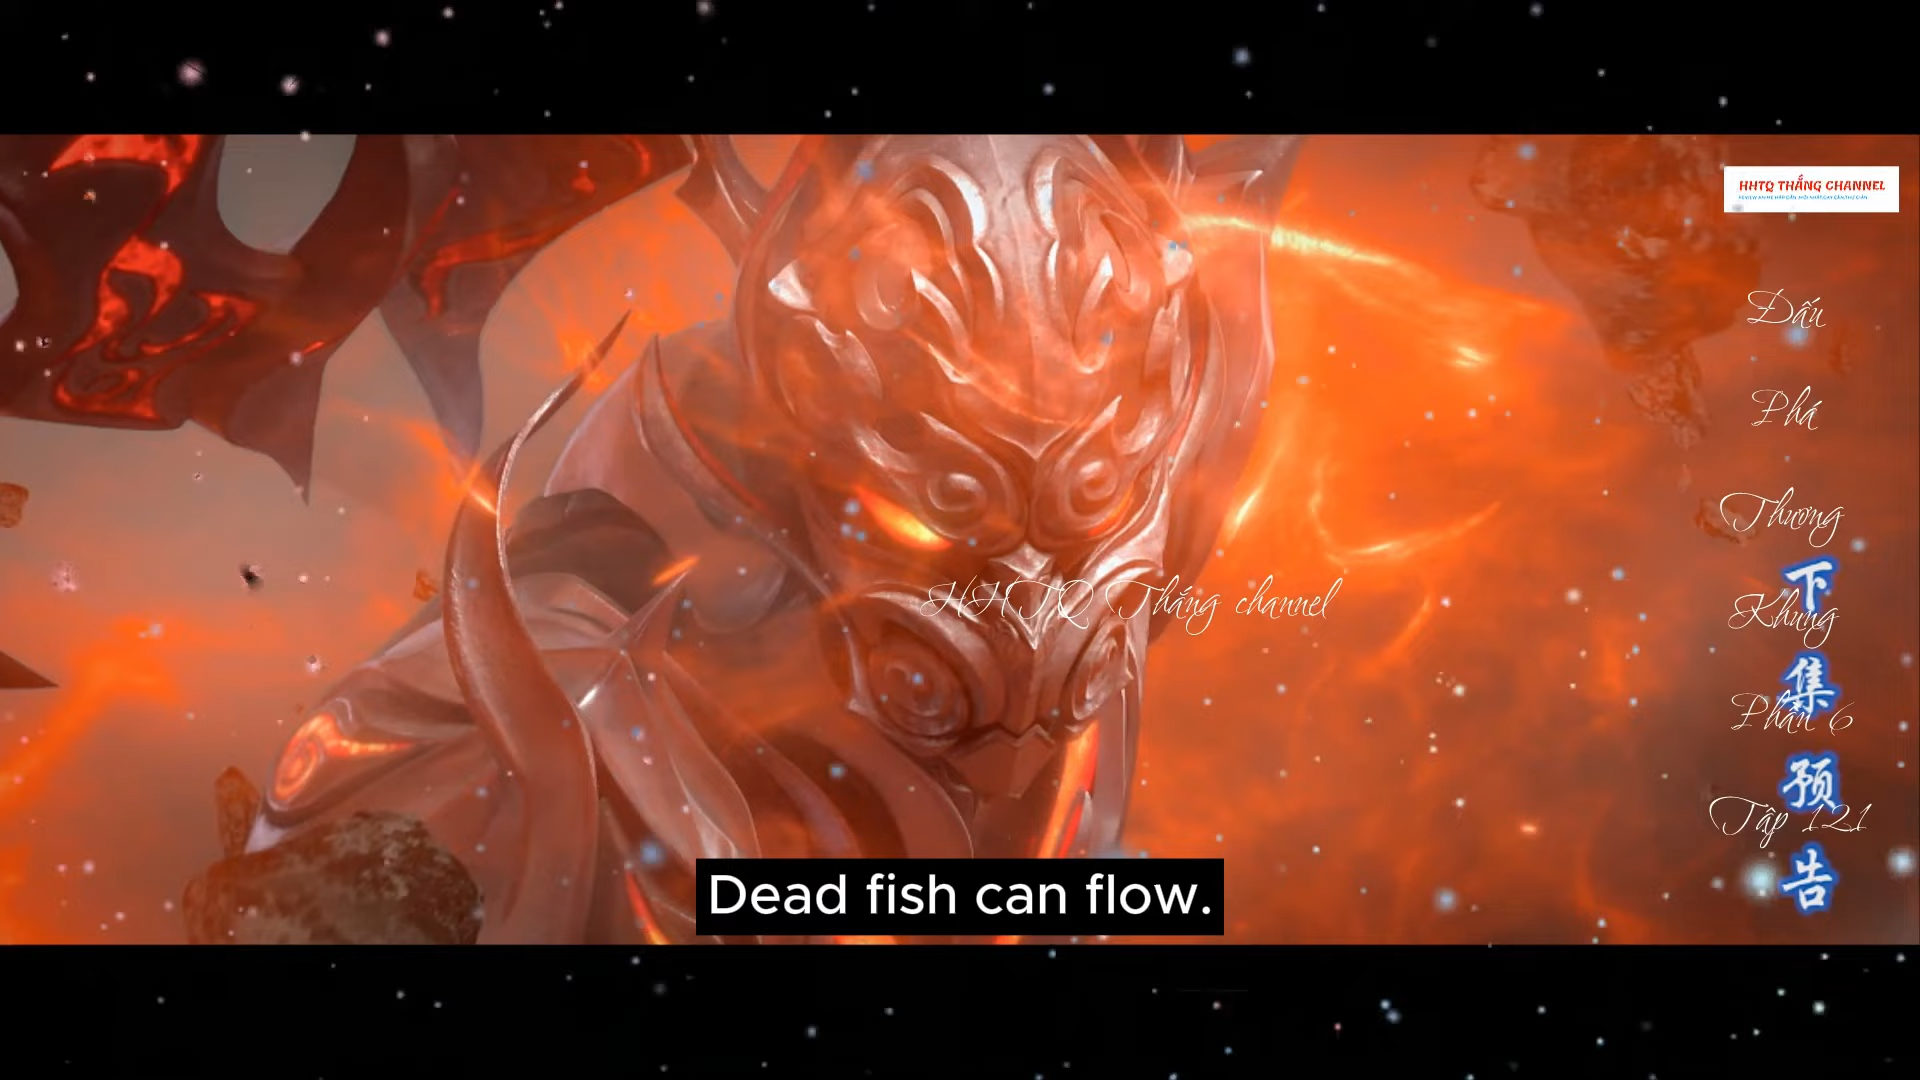 HHTQ THẮNG CHANNEL
Đấu
Phá
Thương
Khung
Phần 6
Tập 121
下
集
预
告
HHTQ Thắng channel
Dead fish can flow.